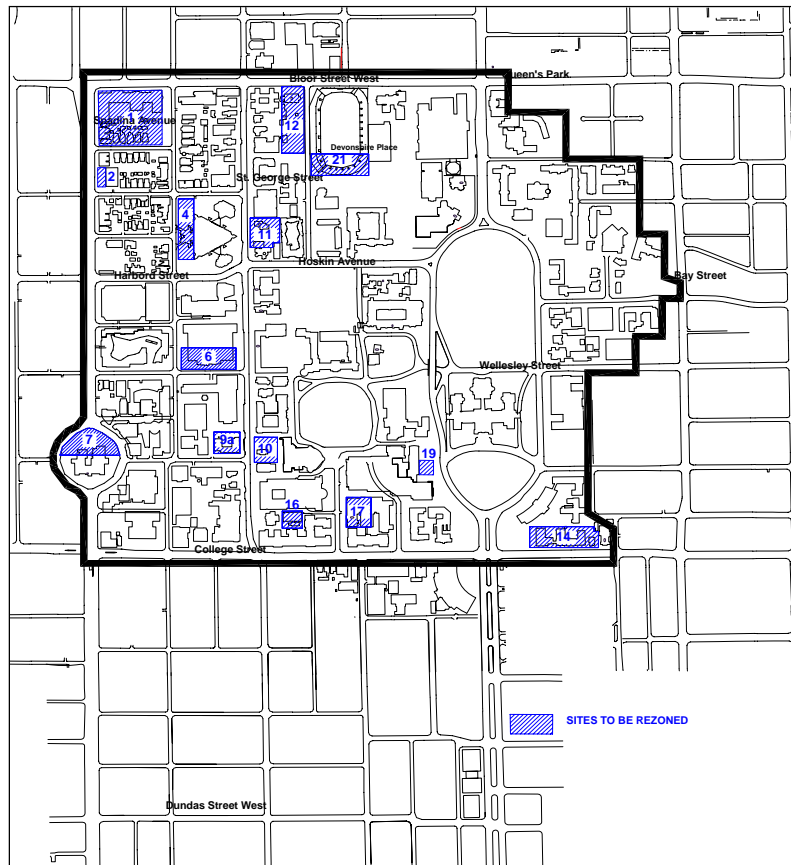 Bloor Street West
Queen's Park
Spadina Avenue
1
12
Devonshire Place
21
2
St. George Street
4
11
Hoskin Avenue
Harbord Street
Bay Street
6
Wellesley Street
7
9a
10
19
16
17
14
College Street
SITES TO BE REZONED
Dundas Street West